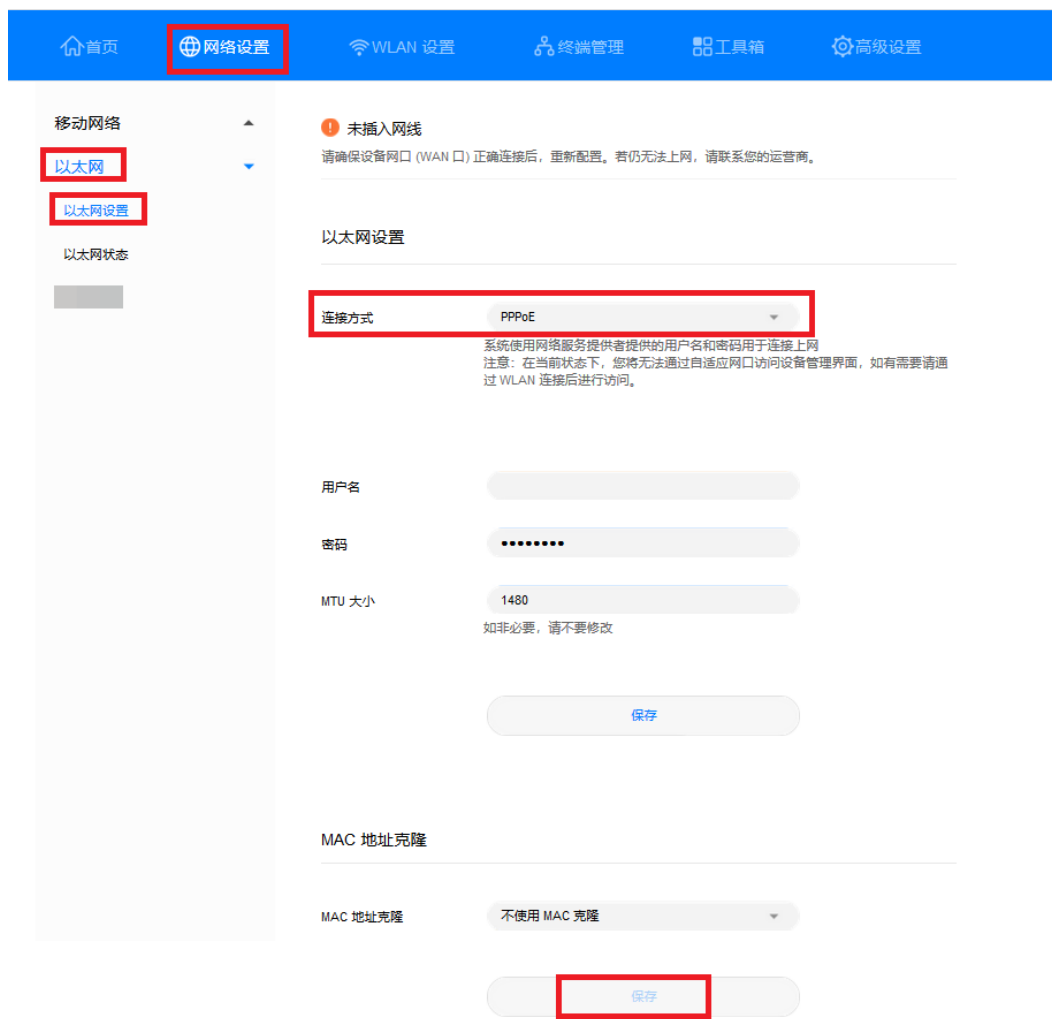 首页 网络设置 WLAN 设置 终端管理 工具箱 高级设置
移动网络
以太网
以太网设置
以太网状态
未插入网线
请确保设备网口 (WAN 口) 正确连接后，重新配置。若仍无法上网，请联系您的运营商。
以太网设置
连接方式 PPPoE
系统使用网络服务提供者提供的用户名和密码用于连接上网
注意：在当前状态下，您将无法通过自适应网口访问设备管理界面，如有需要请通
过 WLAN 连接后进行访问。
用户名
密码 ••••••••
MTU 大小 1480
如非必要，请不要修改
保存
MAC 地址克隆
MAC 地址克隆 不使用 MAC 克隆
保存